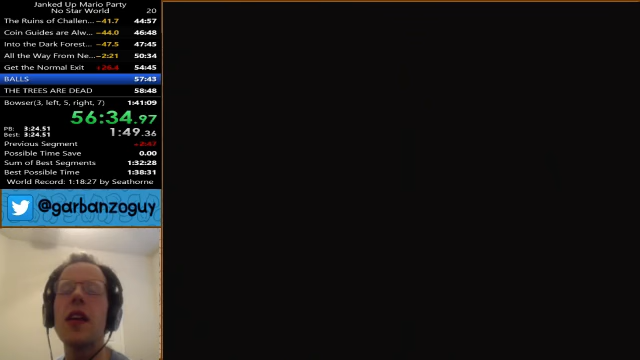 Janked Up Mario Party
No Star World 20
The Ruins of Challen... −41.7 44:57
Coin Guides are Alw... −44.0 46:48
Into the Dark Forest... −47.5 47:45
All the Way From Ne... −2:21 50:34
Get the Normal Exit +26.4 54:45
BALLS 57:43
THE TREES ARE DEAD 58:48
Bowser(3, left, 5, right, 7) 1:41:09
56:34.97
PB: 3:24.51
Best: 3:24.51
1:49.36
Previous Segment +2:47
Possible Time Save 0.00
Sum of Best Segments 1:32:28
Best Possible Time 1:38:31
World Record: 1:18:27 by Seathorne
@garbanzoguy